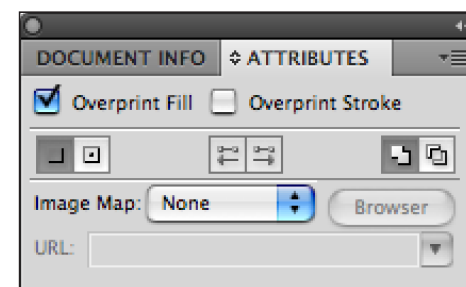 DOCUMENT INFO ATTRIBUTES
Overprint Fill Overprint Stroke
Image Map: None Browser
URL: